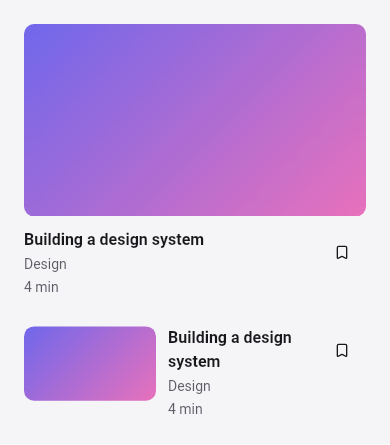 Building a design system
Design
4 min
Building a design
system
Design
4 min